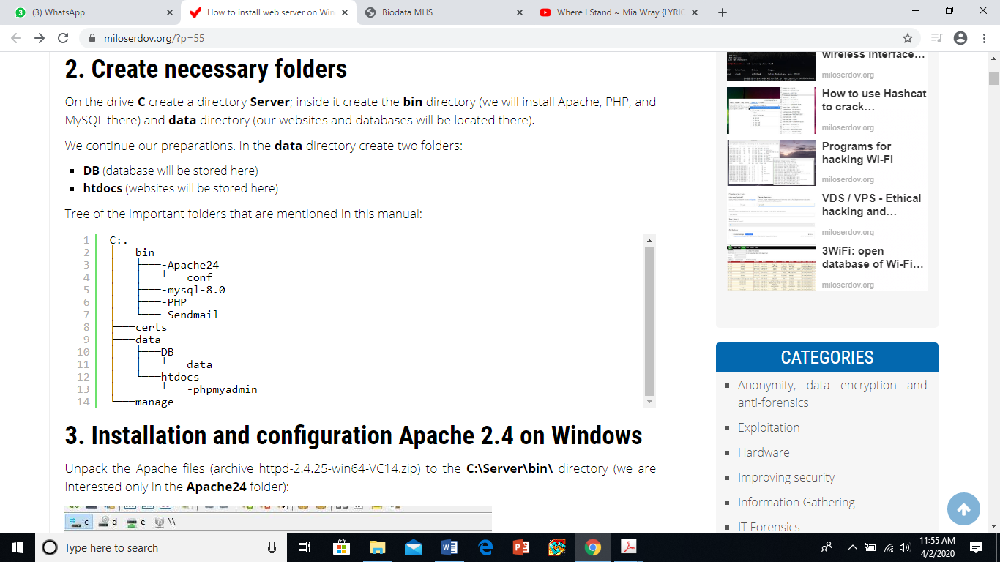 (3) WhatsApp
How to install web server on Win
Biodata MHS
Where I Stand ~ Mia Wray {LYRIC
miloserdov.org/?p=55
2. Create necessary folders
On the drive C create a directory Server; inside it create the bin directory (we will install Apache, PHP, and
MySQL there) and data directory (our websites and databases will be located there).
We continue our preparations. In the data directory create two folders:
DB (database will be stored here)
htdocs (websites will be stored here)
Tree of the important folders that are mentioned in this manual:
1 C:.
2 ├───bin
3 │   ├───-Apache24
4 │   │   └───conf
5 │   ├───-mysql-8.0
6 │   ├───-PHP
7 │   └───-Sendmail
8 ├───certs
9 ├───data
10 │   ├───DB
11 │   │   └───data
12 │   └───htdocs
13 │       └───-phpmyadmin
14 └───manage
3. Installation and configuration Apache 2.4 on Windows
Unpack the Apache files (archive httpd-2.4.25-win64-VC14.zip) to the C:\Server\bin\ directory (we are
interested only in the Apache24 folder):
c d e \\
wireless interface...
miloserdov.org
How to use Hashcat
to crack...
miloserdov.org
Programs for
hacking Wi-Fi
miloserdov.org
VDS / VPS - Ethical
hacking and...
miloserdov.org
3WiFi: open
database of Wi-Fi...
miloserdov.org
CATEGORIES
Anonymity, data encryption and
anti-forensics
Exploitation
Hardware
Improving security
Information Gathering
IT Forensics
Type here to search
11:55 AM
4/2/2020